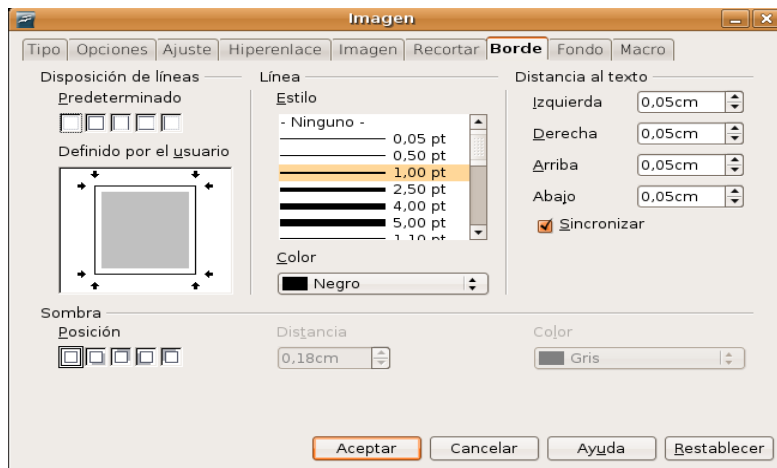 Imagen
Tipo Opciones Ajuste Hiperenlace Imagen Recortar Borde Fondo Macro
Disposición de líneas
Predeterminado
Definido por el usuario
Línea
Estilo
- Ninguno -
0,05 pt
0,50 pt
1,00 pt
2,50 pt
4,00 pt
5,00 pt
1,10 pt
Color
Negro
Distancia al texto
Izquierda 0,05cm
Derecha 0,05cm
Arriba 0,05cm
Abajo 0,05cm
Sincronizar
Sombra
Posición
Distancia
0,18cm
Color
Gris
Aceptar Cancelar Ayuda Restablecer